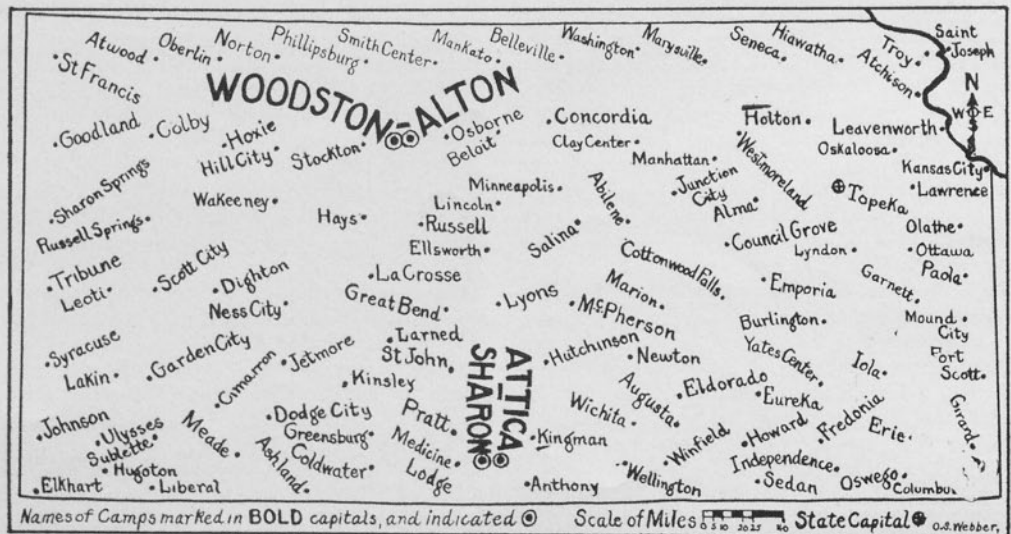 Atwood
Oberlin
Norton
Phillipsburg
Smith Center
Mankato
Belleville
Washington
Marysville
Seneca
Hiawatha
Troy
Saint
Joseph
Atchison
St Francis
WOODSTON
ALTON
N
W E
S
Goodland
Colby
Hoxie
Hill City
Stockton
Osborne
Beloit
Concordia
Clay Center
Holton
Leavenworth
Oskaloosa
Manhattan
Westmoreland
Kansas City
Sharon Springs
Wakeeney
Minneapolis
Abilene
Junction
City
Topeka
Lawrence
Russell Springs
Hays
Lincoln
Russell
Salina
Alma
Olathe
Tribune
Leoti
Scott City
Dighton
Ellsworth
LaCrosse
Cottonwood Falls
Council Grove
Lyndon
Ottawa
Paola
Ness City
Great Bend
Lyons
Marion
Emporia
Garnett
McPherson
Burlington
Mound
City
Syracuse
Lakin
Garden City
Cimarron
Jetmore
Larned
St John
ATTICA
SHARON
Hutchinson
Newton
Yates Center
Iola
Fort
Scott
Kinsley
Augusta
Eldorado
Eureka
Johnson
Ulysses
Sublette
Meade
Dodge City
Greensburg
Pratt
Wichita
Kingman
Winfield
Howard
Fredonia
Erie
Girard
Hugoton
Ashland
Coldwater
Medicine
Lodge
Independence
Elkhart
Liberal
Anthony
Wellington
Sedan
Oswego
Columbus
Names of Camps marked in BOLD capitals, and indicated
Scale of Miles
0 5 10 20 25 40
State Capital
O.S. Webber,